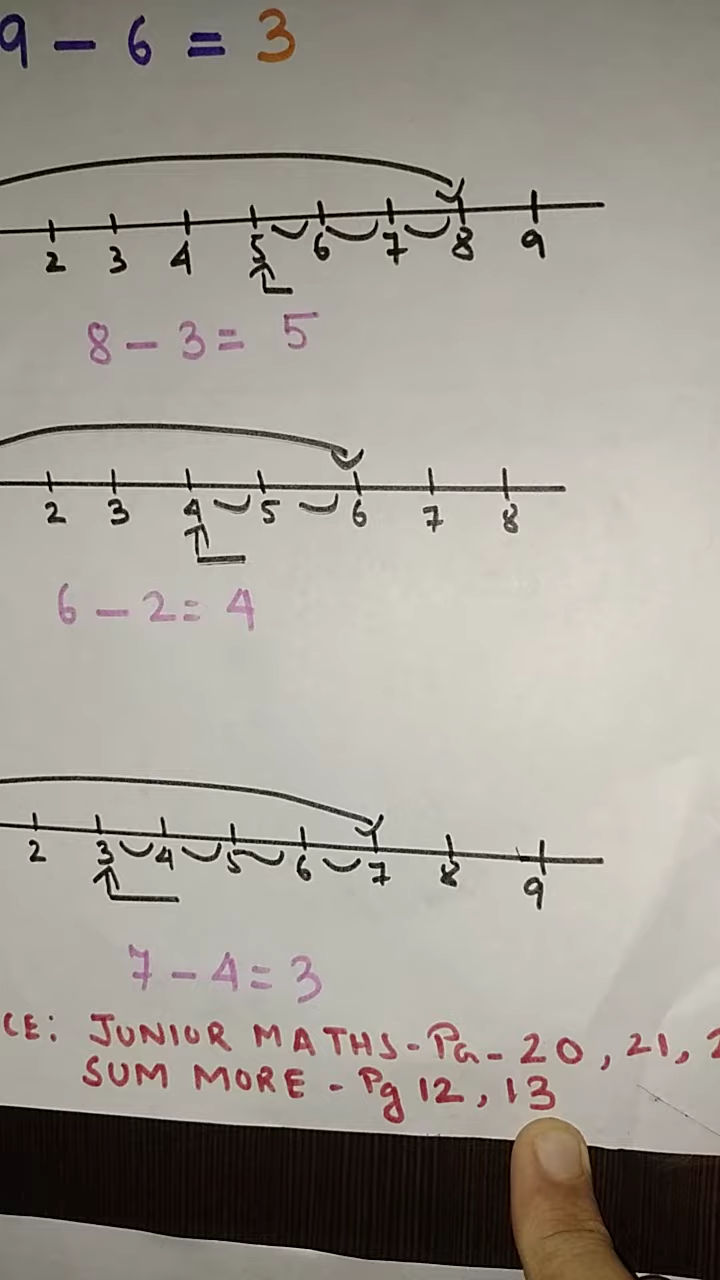 9 - 6 = 3
2 3 4 5 6 7 8 9
8 - 3 = 5
2 3 4 5 6 7 8
6 - 2 = 4
2 3 4 5 6 7 8 9
7 - 4 = 3
CE: JUNIOR MATHS - Pg - 20, 21, 2
SUM MORE - Pg 12, 13